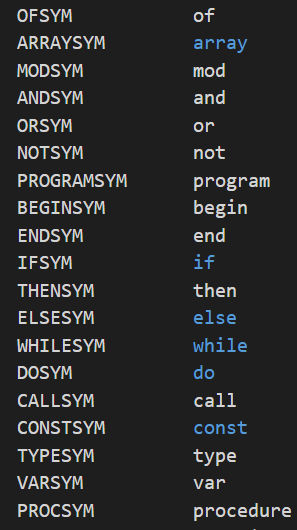 OFSYM of
ARRAYSYM array
MODSYM mod
ANDSYM and
ORSYM or
NOTSYM not
PROGRAMSYM program
BEGINSYM begin
ENDSYM end
IFSYM if
THENSYM then
ELSESYM else
WHILESYM while
DOSYM do
CALLSYM call
CONSTSYM const
TYPESYM type
VARSYM var
PROCSYM procedure